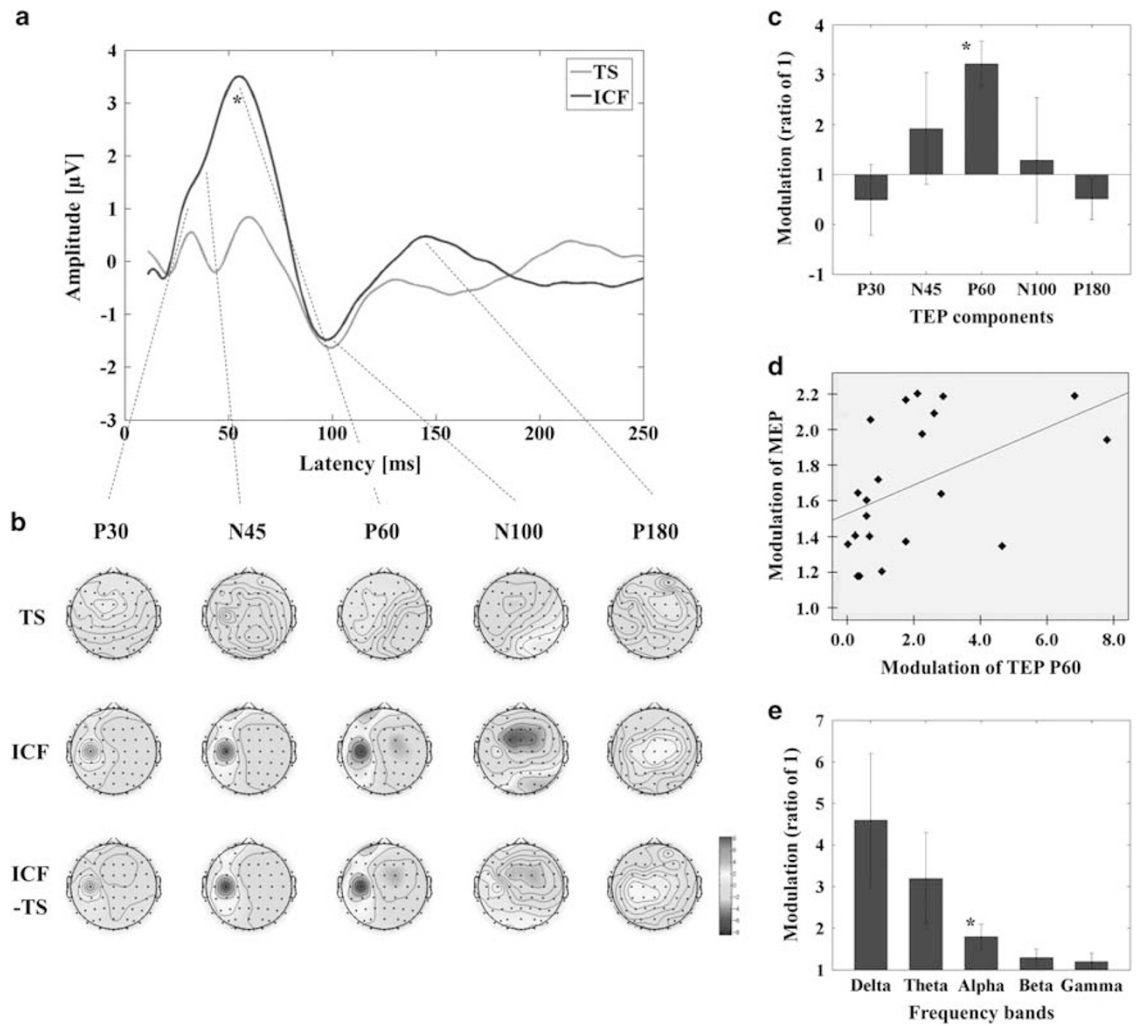 a
4
3
2
1
0
-1
-2
-3
Amplitude [µV]
TS
ICF
*
0 50 100 150 200 250
Latency [ms]
b
P30 N45 P60 N100 P180
TS
ICF
ICF
-TS
c
4
3
2
1
0
-1
Modulation (ratio of 1)
*
P30 N45 P60 N100 P180
TEP components
d
2.2
2.0
1.8
1.6
1.4
1.2
1.0
Modulation of MEP
0.0 2.0 4.0 6.0 8.0
Modulation of TEP P60
e
7
6
5
4
3
2
1
Modulation (ratio of 1)
*
Delta Theta Alpha Beta Gamma
Frequency bands